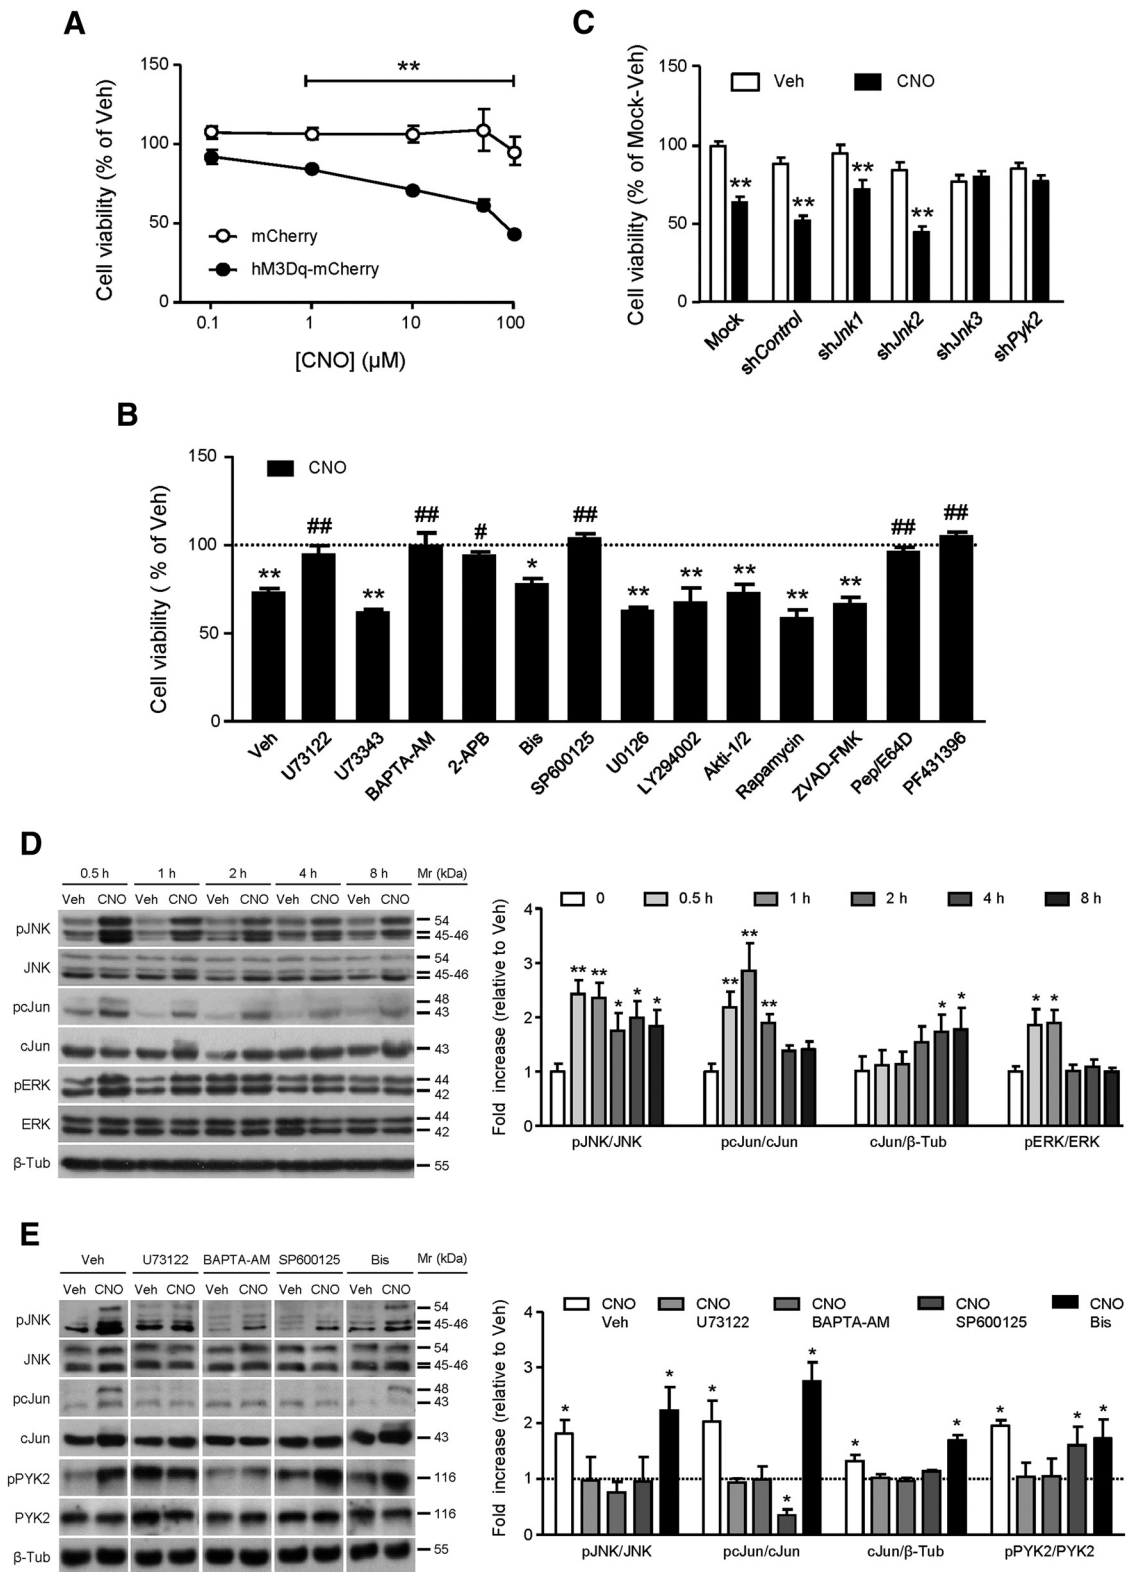 A
150
100
50
0
Cell viability (% of Veh)
**
mCherry
hM3Dq-mCherry
0.1 1 10 100
[CNO] (µM)
C
150
100
50
0
Cell viability (% of Mock-Veh)
Veh CNO
** ** ** **
Mock
shControl
shJnk1
shJnk2
shJnk3
shPyk2
B
150
100
50
0
Cell viability ( % of Veh)
CNO
** ## ** ## # * ## ** ** ** ** ** ## ##
Veh
U73122
U73343
BAPTA-AM
2-APB
Bis
SP600125
U0126
LY294002
Akti-1/2
Rapamycin
ZVAD-FMK
Pep/E64D
PF431396
D
0.5 h 1 h 2 h 4 h 8 h Mr (kDa)
Veh CNO Veh CNO Veh CNO Veh CNO Veh CNO
pJNK 54
45-46
JNK 54
45-46
pcJun 48
43
cJun 43
pERK 44
42
ERK 44
42
β-Tub 55
0 0.5 h 1 h 2 h 4 h 8 h
4
3
2
1
0
Fold increase (relative to Veh)
** ** * * *
** ** **
* *
* *
pJNK/JNK pcJun/cJun cJun/β-Tub pERK/ERK
E
Veh U73122 BAPTA-AM SP600125 Bis Mr (kDa)
Veh CNO Veh CNO Veh CNO Veh CNO Veh CNO
pJNK 54
45-46
JNK 54
45-46
pcJun 48
43
cJun 43
pPYK2 116
PYK2 116
β-Tub 55
CNO CNO CNO CNO CNO
Veh U73122 BAPTA-AM SP600125 Bis
4
3
2
1
0
Fold increase (relative to Veh)
* *
* * *
* *
* * *
pJNK/JNK pcJun/cJun cJun/β-Tub pPYK2/PYK2